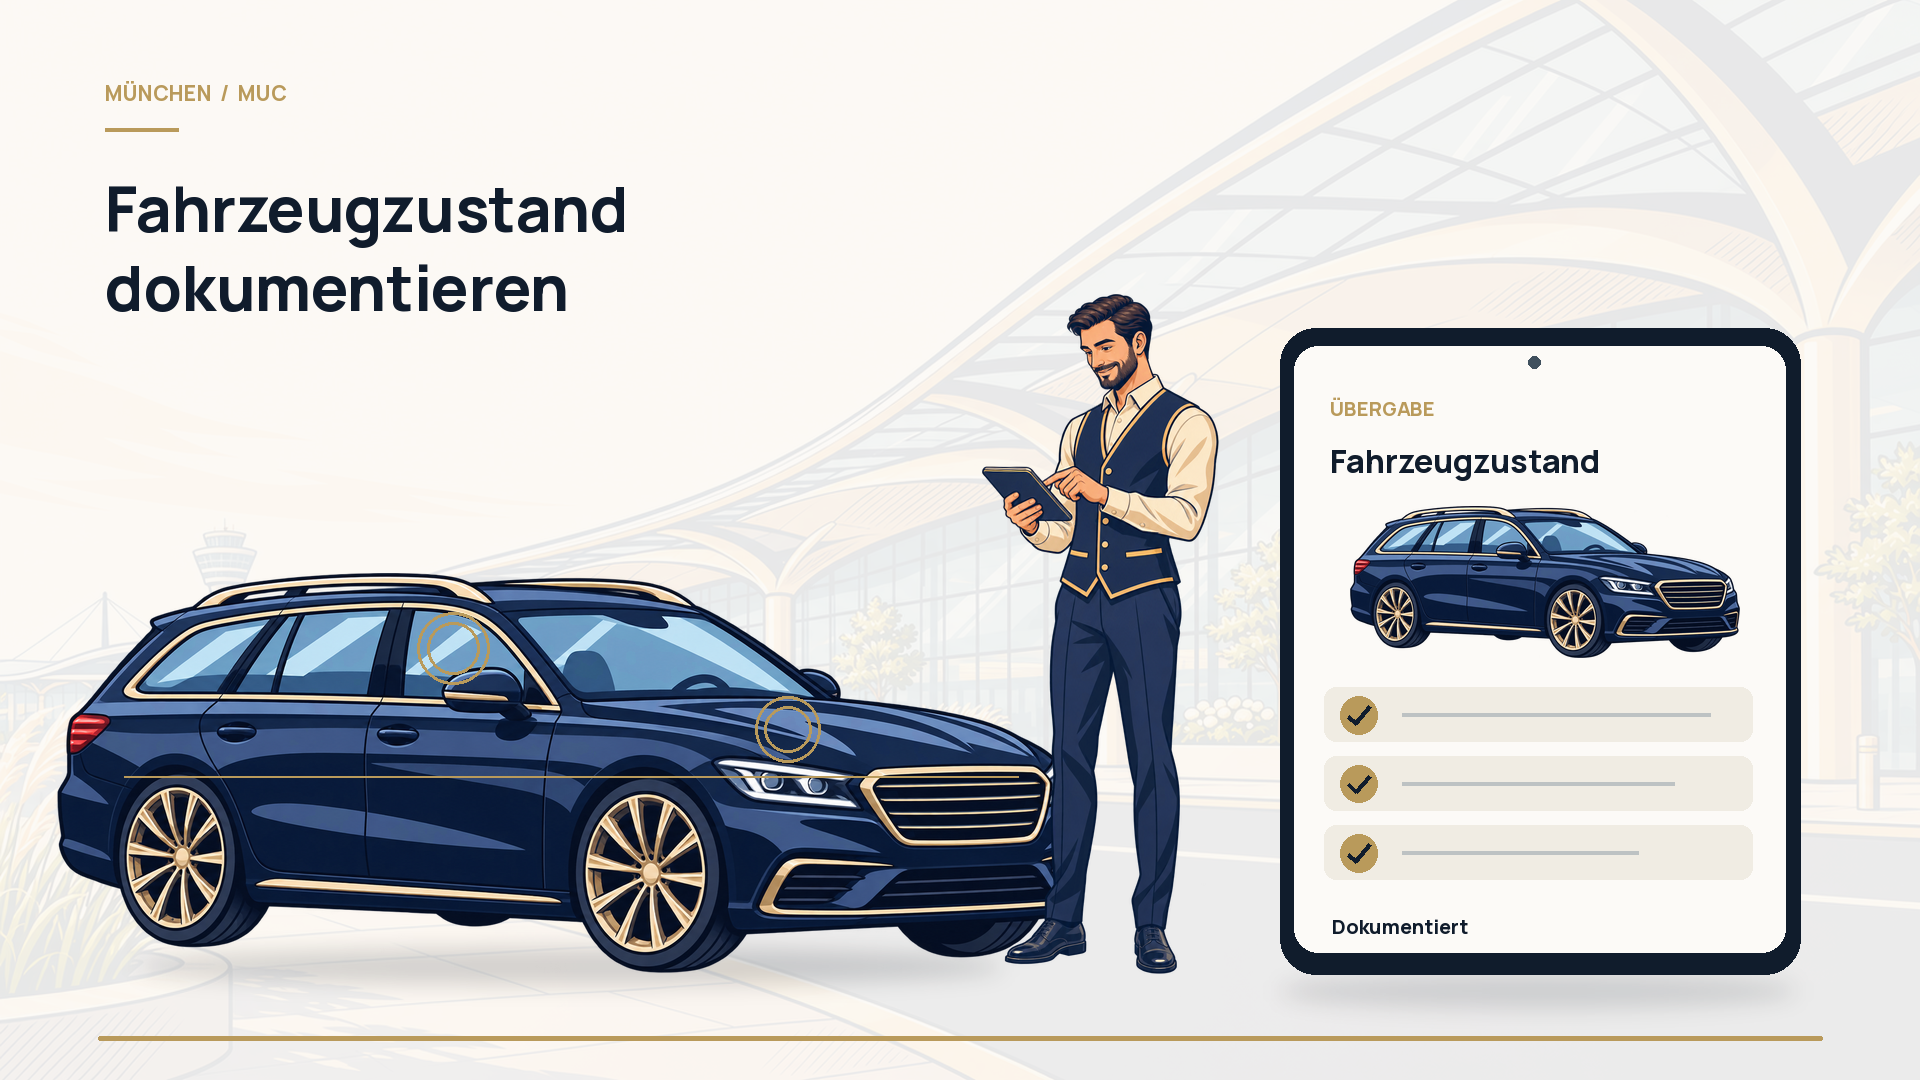 MÜNCHEN / MUC
Fahrzeugzustand
dokumentieren
ÜBERGABE
Fahrzeugzustand
Dokumentiert